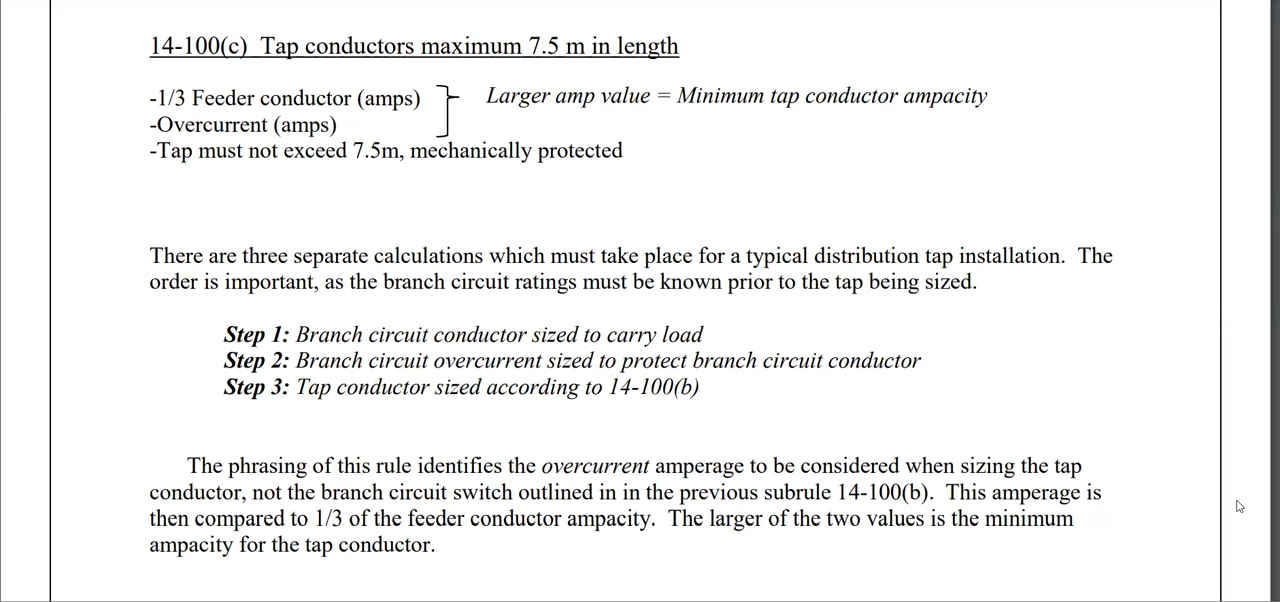 14-100(c) Tap conductors maximum 7.5 m in length
-1/3 Feeder conductor (amps) Larger amp value = Minimum tap conductor ampacity
-Overcurrent (amps)
-Tap must not exceed 7.5m, mechanically protected
There are three separate calculations which must take place for a typical distribution tap installation. The
order is important, as the branch circuit ratings must be known prior to the tap being sized.
Step 1: Branch circuit conductor sized to carry load
Step 2: Branch circuit overcurrent sized to protect branch circuit conductor
Step 3: Tap conductor sized according to 14-100(b)
The phrasing of this rule identifies the overcurrent amperage to be considered when sizing the tap
conductor, not the branch circuit switch outlined in in the previous subrule 14-100(b). This amperage is
then compared to 1/3 of the feeder conductor ampacity. The larger of the two values is the minimum
ampacity for the tap conductor.